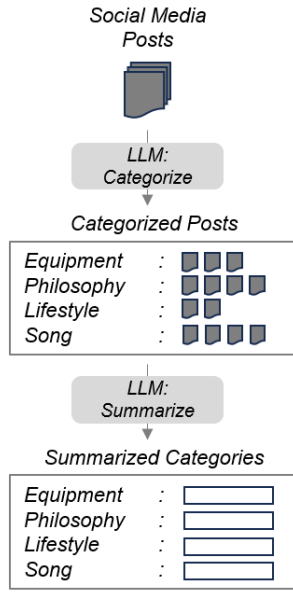 Social Media
Posts
LLM:
Categorize
Categorized Posts
Equipment :
Philosophy :
Lifestyle :
Song :
LLM:
Summarize
Summarized Categories
Equipment :
Philosophy :
Lifestyle :
Song :